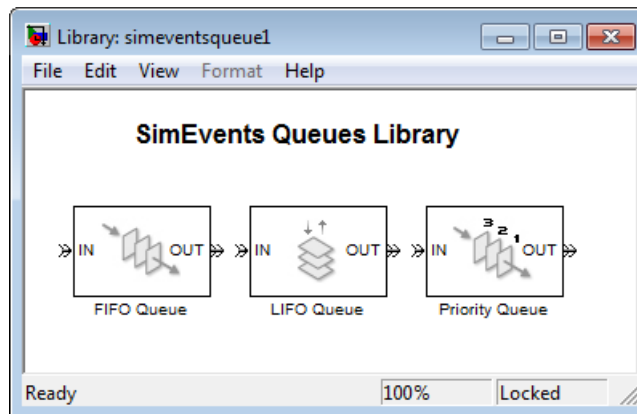 Library: simeventsqueue1
File Edit View Format Help
SimEvents Queues Library
IN OUT IN OUT IN 3 2 1 OUT
FIFO Queue LIFO Queue Priority Queue
Ready 100% Locked